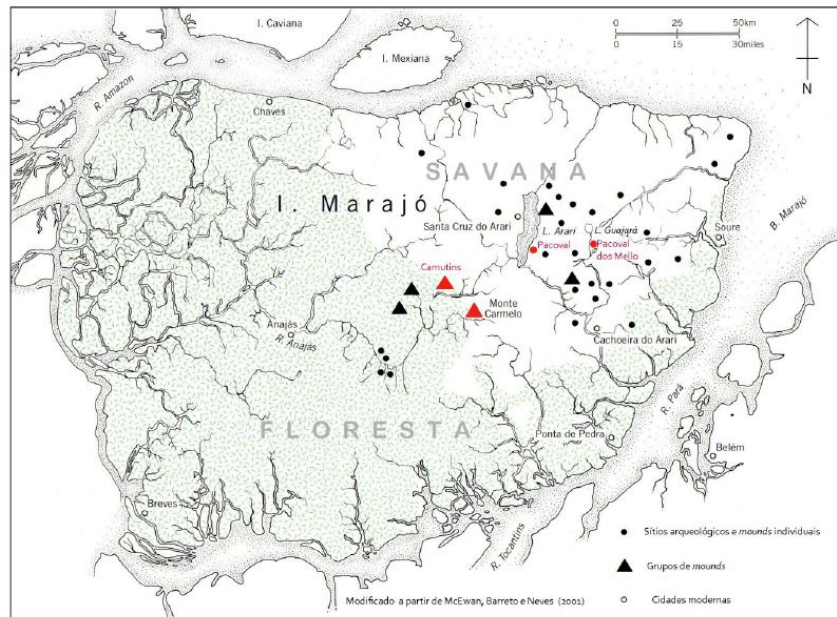 I. Caviana
0 25 50km
0 15 30miles
I. Mexiana
R. Amazon
N
Chaves
SAVANA
I. Marajó
Santa Cruz do Arari
L. Arari
L. Guajará
Soure
B. Marajó
Pacoval
Pacoval
dos Mello
Camutins
Monte
Carmelo
Anajás
R. Anajás
Cachoeira do Arari
FLORESTA
Ponta de Pedra
R. Pará
Belém
Breves
R. Tocantins
Sítios arqueológicos e mounds individuais
Grupos de mounds
Cidades modernas
Modificado a partir de McEwan, Barreto e Neves (2001)